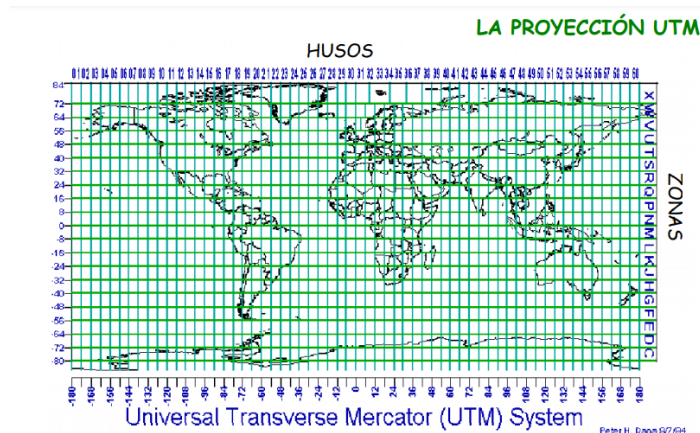 LA PROYECCIÓN UTM
HUSOS
01 02 03 04 05 06 07 08 09 10 11 12 13 14 15 16 17 18 19 20 21 22 23 24 25 26 27 28 29 30 31 32 33 34 35 36 37 38 39 40 41 42 43 44 45 46 47 48 49 50 51 52 53 54 55 56 57 58 59 60
84
72
64
56
48
40
32
24
16
8
0
-8
-16
-24
-32
-40
-48
-56
-64
-72
-80
X W V U T S R Q P N M L K J H G F E D C
ZONAS
-180 -168 -156 -144 -132 -120 -108 -96 -84 -72 -60 -48 -36 -24 -12 0 12 24 36 48 60 72 84 96 108 120 132 144 156 168 180
Universal Transverse Mercator (UTM) System
Peter H. Dana 9/7/94